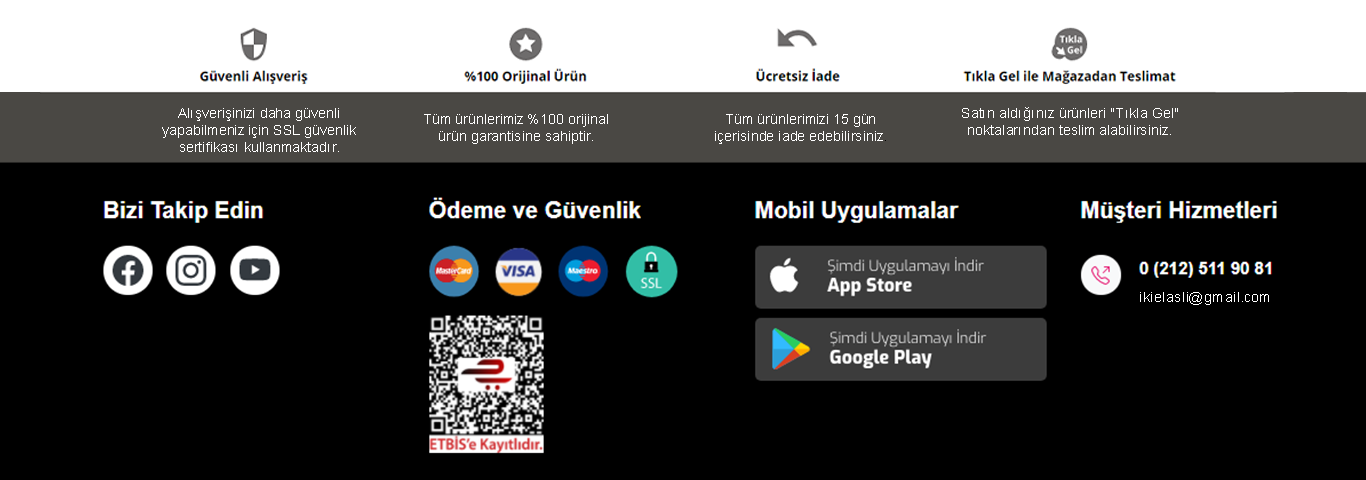 Tıkla
Gel
Güvenli Alışveriş
%100 Orijinal Ürün
Ücretsiz İade
Tıkla Gel ile Mağazadan Teslimat
Alışverişinizi daha güvenli
yapabilmeniz için SSL güvenlik
sertifikası kullanmaktadır.
Tüm ürünlerimiz %100 orijinal
ürün garantisine sahiptir.
Tüm ürünlerimizi 15 gün
içerisinde iade edebilirsiniz
Satın aldığınız ürünleri "Tıkla Gel"
noktalarından teslim alabilirsiniz.
Bizi Takip Edin
Ödeme ve Güvenlik
MasterCard
VISA
Maestro
SSL
ETBİS'e Kayıtlıdır.
Mobil Uygulamalar
Şimdi Uygulamayı İndir
App Store
Şimdi Uygulamayı İndir
Google Play
Müşteri Hizmetleri
0 (212) 511 90 81
ikielasli@gmail.com